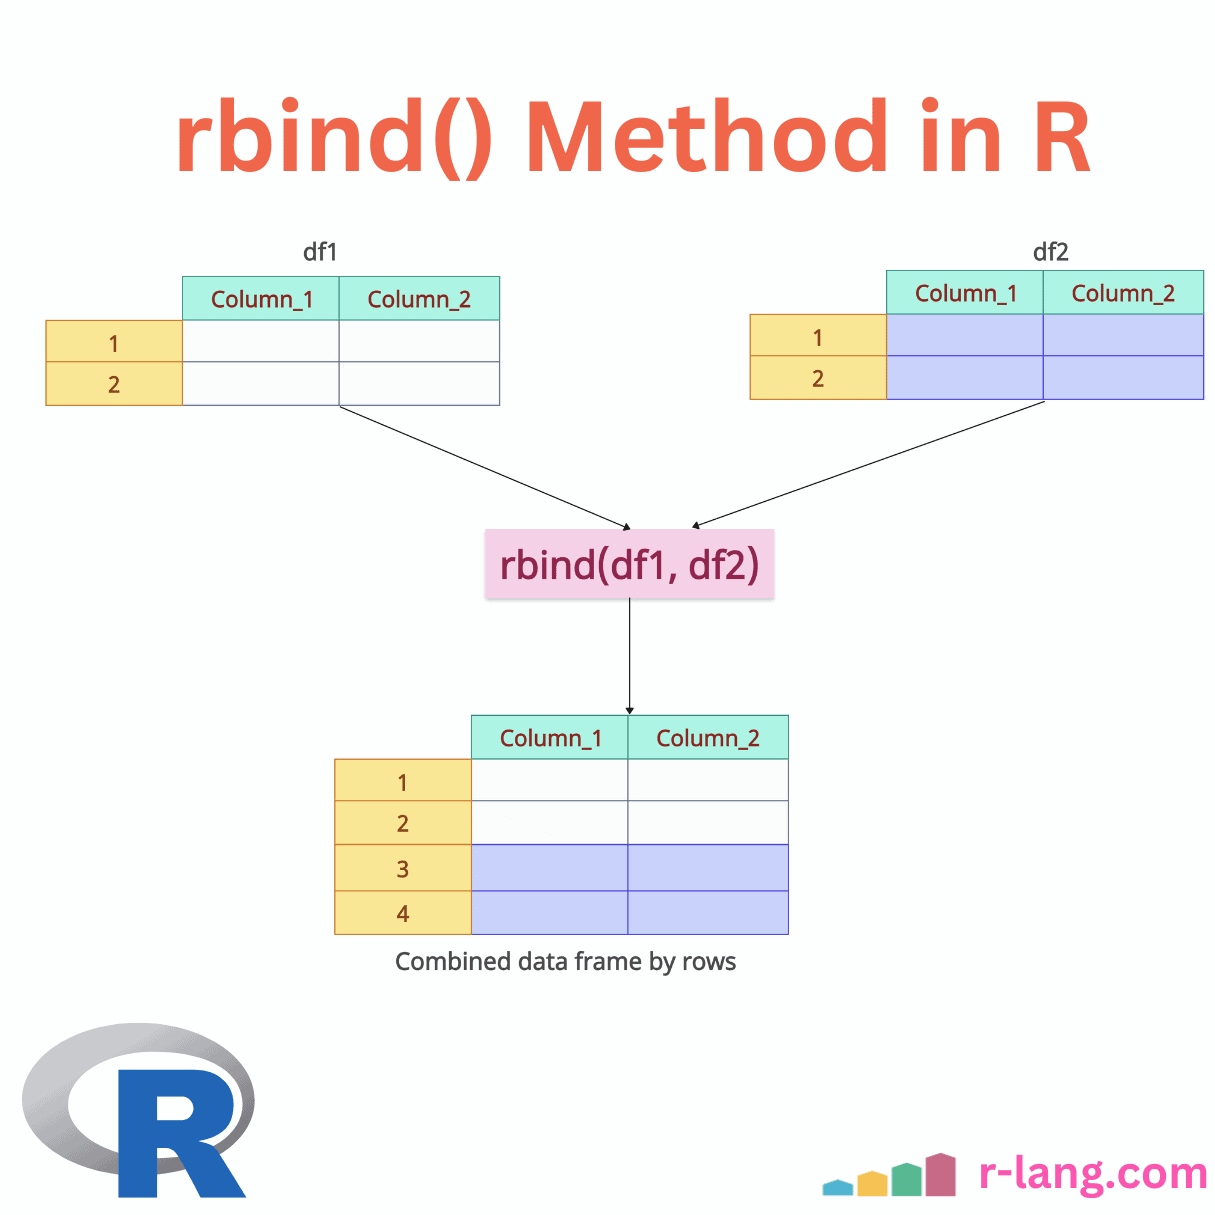 rbind() Method in R
df1
df2
Column_1 Column_2
1
2
Column_1 Column_2
1
2
rbind(df1, df2)
Column_1 Column_2
1
2
3
4
Combined data frame by rows
R
r-lang.com